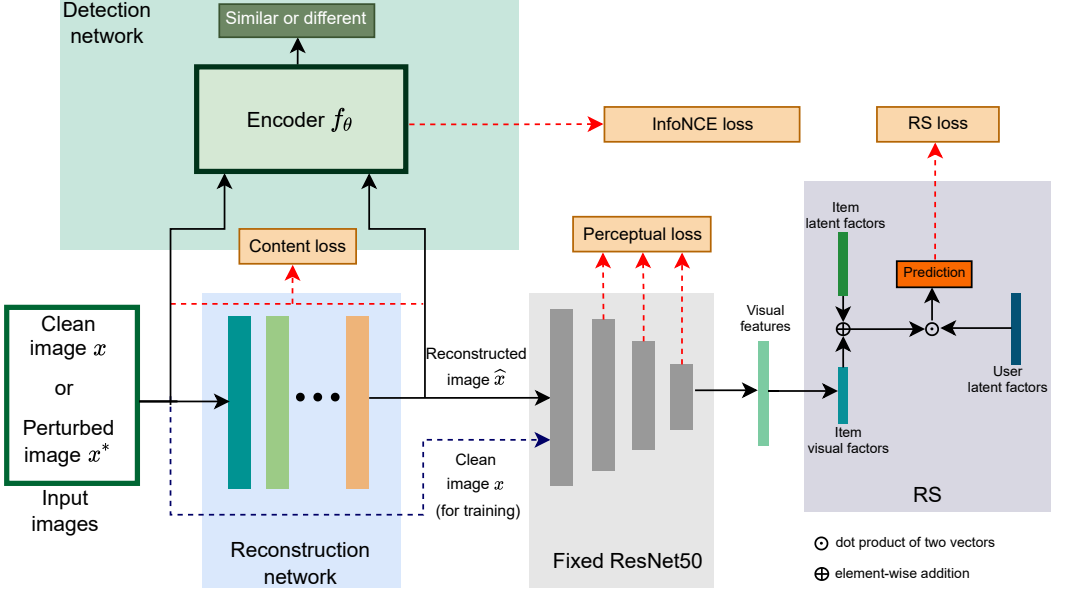 Detection
network
Similar or different
Encoder f_θ
InfoNCE loss
RS loss
Content loss
Perceptual loss
Item
latent factors
Prediction
Clean
image x
or
Perturbed
image x*
Input
images
Reconstructed
image x̂
Visual
features
User
latent factors
Item
visual factors
Clean
image x
(for training)
RS
Reconstruction
network
Fixed ResNet50
⊙ dot product of two vectors
⊕ element-wise addition